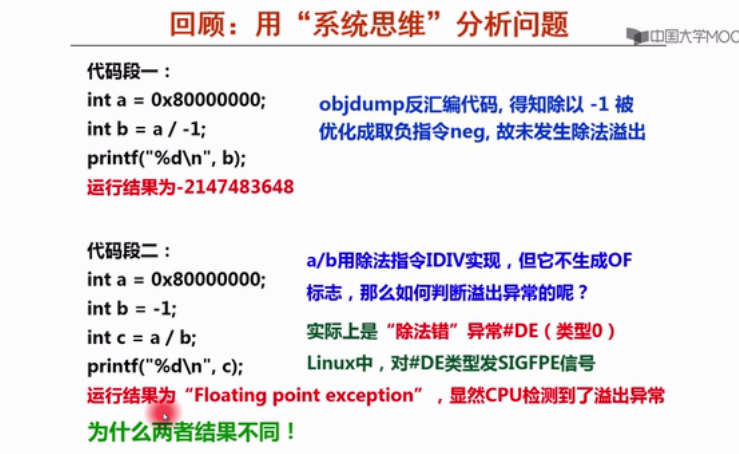 回顾：用“系统思维”分析问题
中国大学MOO
代码段一：
int a = 0x80000000;
int b = a / -1;
printf("%d\n", b);
运行结果为-2147483648
objdump反汇编代码, 得知除以 -1 被
优化成取负指令neg, 故未发生除法溢出
代码段二：
int a = 0x80000000;
int b = -1;
int c = a / b;
printf("%d\n", c);
a/b用除法指令IDIV实现，但它不生成OF
标志，那么如何判断溢出异常的呢？
实际上是“除法错”异常#DE（类型0）
Linux中，对#DE类型发SIGFPE信号
运行结果为“Floating point exception”，显然CPU检测到了溢出异常
为什么两者结果不同！